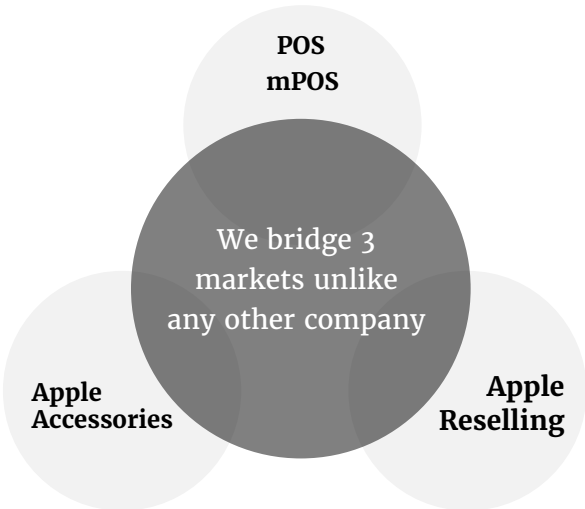 POS
mPOS
We bridge 3
markets unlike
any other company
Apple
Accessories
Apple
Reselling